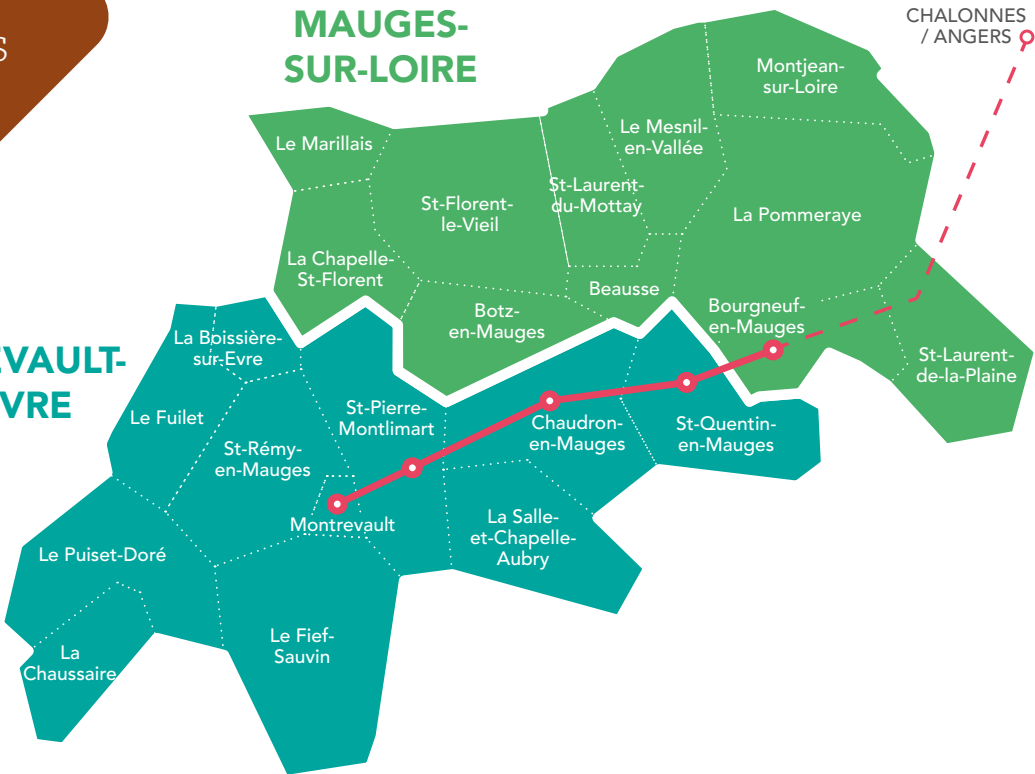 S
MAUGES-
SUR-LOIRE
CHALONNES
/ ANGERS
Montjean-
sur-Loire
Le Mesnil-
en-Vallée
Le Marillais
St-Laurent-
du-Mottay
St-Florent-
le-Vieil
La Pommeraye
La Chapelle-
St-Florent
Beausse
Botz-
en-Mauges
Bourgneuf-
en-Mauges
St-Laurent-
de-la-Plaine
EVAULT-
VRE
La Boissière-
sur-Evre
Le Fuilet
St-Pierre-
Montlimart
Chaudron-
en-Mauges
St-Quentin-
en-Mauges
St-Rémy-
en-Mauges
Montrevault
La Salle-
et-Chapelle-
Aubry
Le Puiset-Doré
Le Fief-
Sauvin
La
Chaussaire